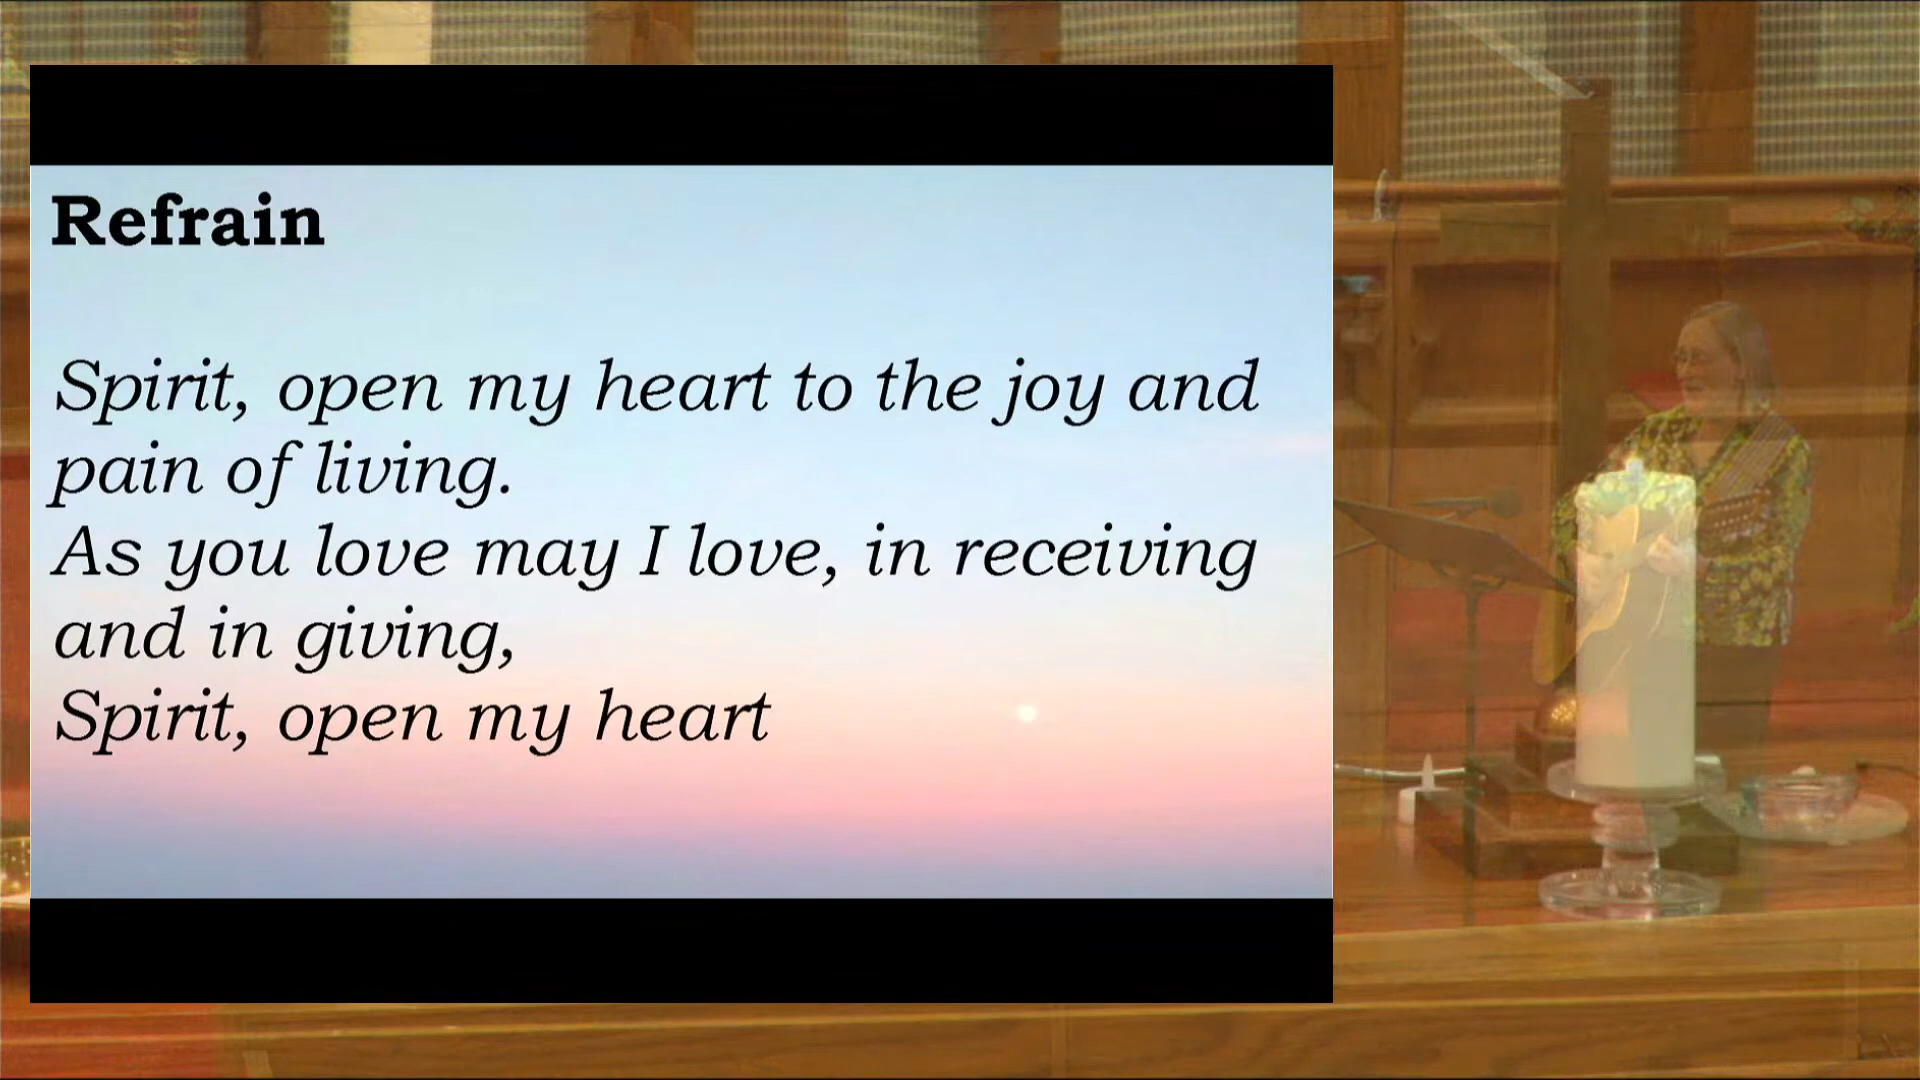 Refrain
Spirit, open my heart to the joy and
pain of living.
As you love may I love, in receiving
and in giving,
Spirit, open my heart